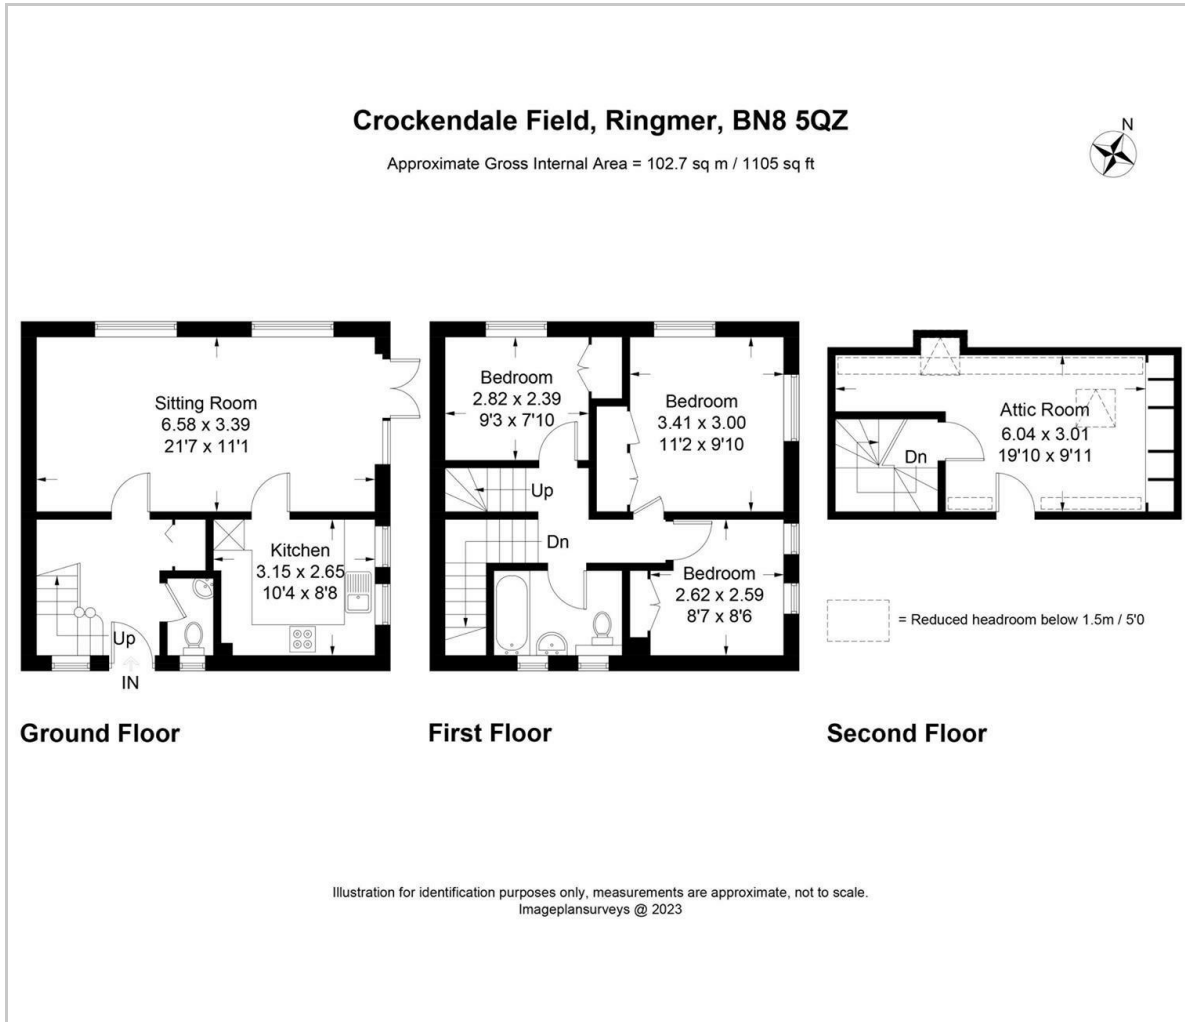 Crockendale Field, Ringmer, BN8 5QZ
Approximate Gross Internal Area = 102.7 sq m / 1105 sq ft
N
Sitting Room
6.58 x 3.39
21'7 x 11'1
Kitchen
3.15 x 2.65
10'4 x 8'8
Up
IN
Ground Floor
Bedroom
2.82 x 2.39
9'3 x 7'10
Bedroom
3.41 x 3.00
11'2 x 9'10
Up
Dn
Bedroom
2.62 x 2.59
8'7 x 8'6
First Floor
Attic Room
6.04 x 3.01
19'10 x 9'11
Dn
= Reduced headroom below 1.5m / 5'0
Second Floor
Illustration for identification purposes only, measurements are approximate, not to scale.
Imageplansurveys @ 2023